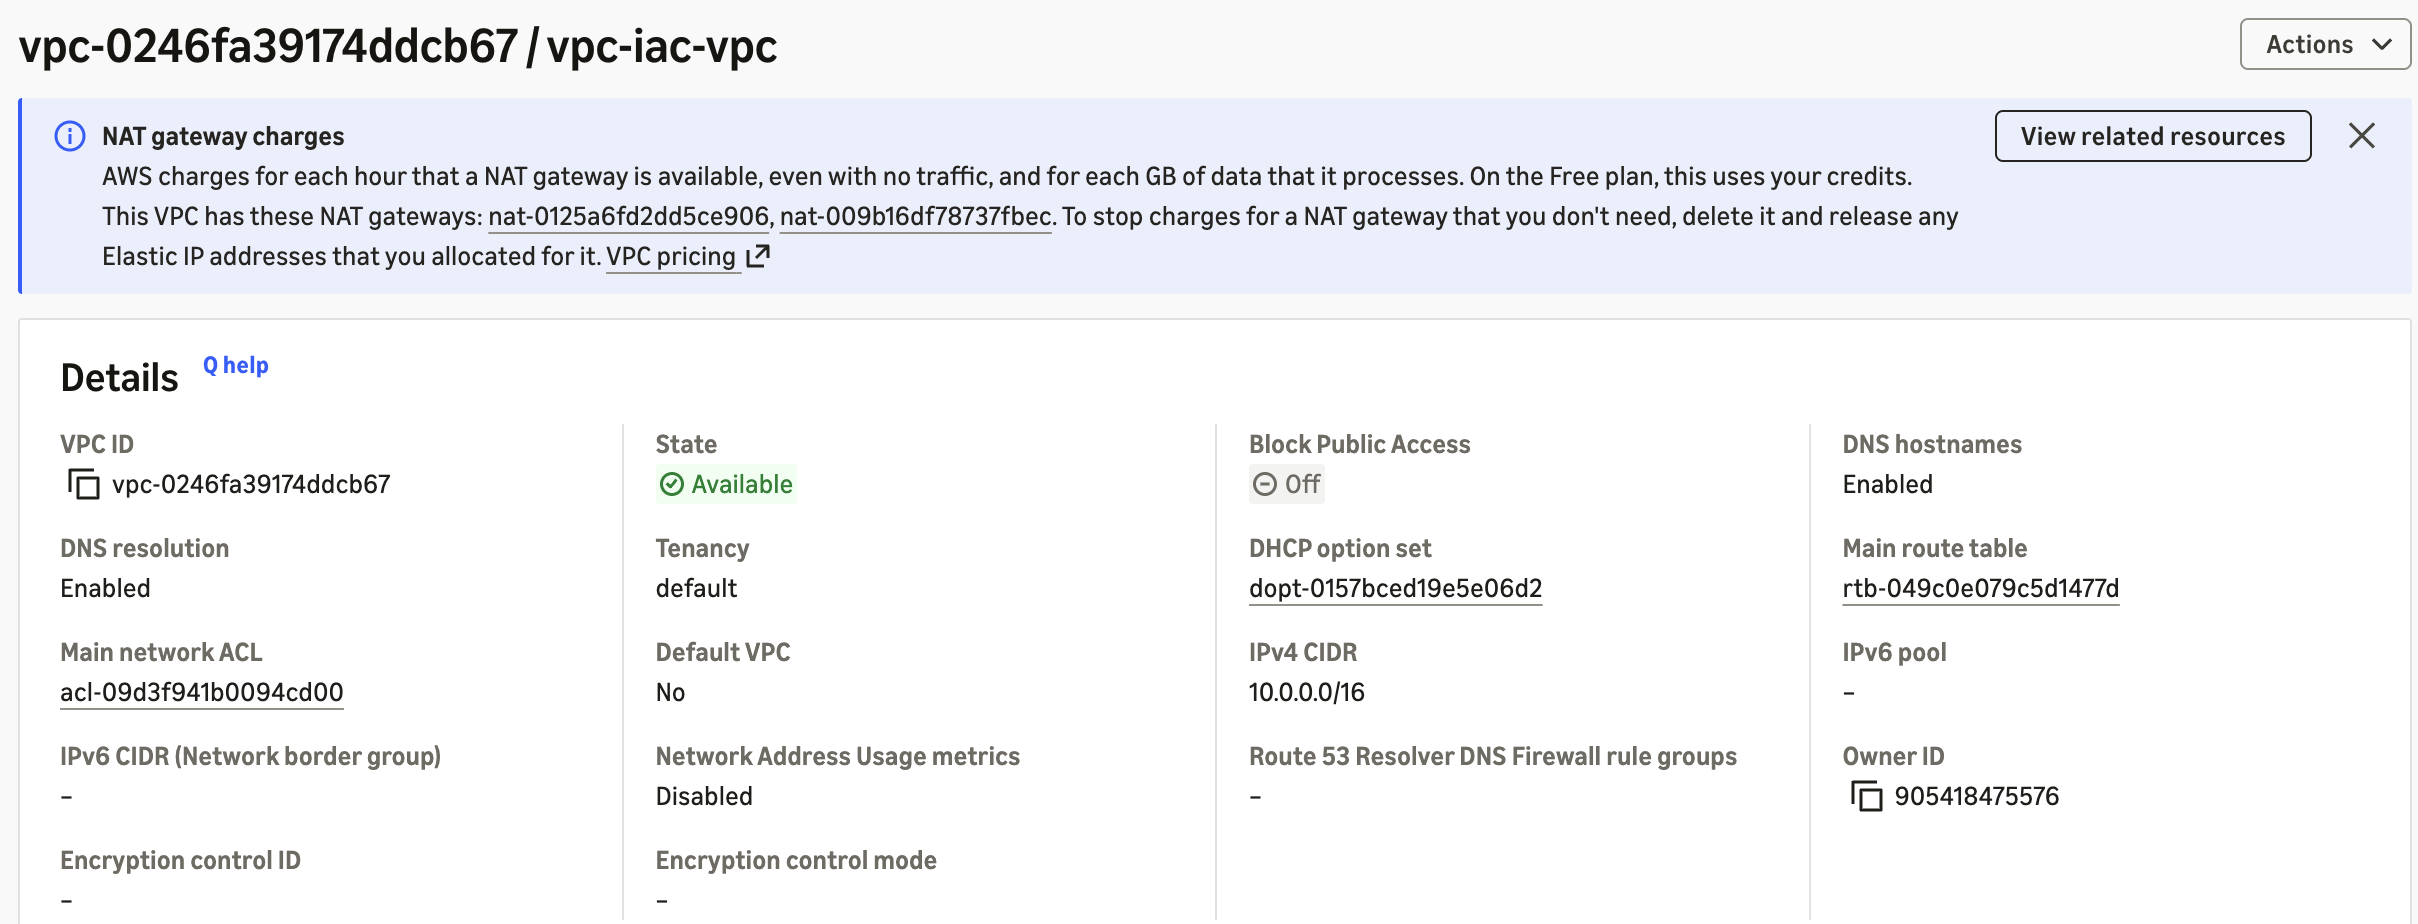 vpc-0246fa39174ddcb67 / vpc-iac-vpc
Actions
NAT gateway charges
View related resources
AWS charges for each hour that a NAT gateway is available, even with no traffic, and for each GB of data that it processes. On the Free plan, this uses your credits.
This VPC has these NAT gateways: nat-0125a6fd2dd5ce906, nat-009b16df78737fbec. To stop charges for a NAT gateway that you don't need, delete it and release any
Elastic IP addresses that you allocated for it. VPC pricing
Details Q help
VPC ID
vpc-0246fa39174ddcb67
State
Available
Block Public Access
Off
DNS hostnames
Enabled
DNS resolution
Enabled
Tenancy
default
DHCP option set
dopt-0157bced19e5e06d2
Main route table
rtb-049c0e079c5d1477d
Main network ACL
acl-09d3f941b0094cd00
Default VPC
No
IPv4 CIDR
10.0.0.0/16
IPv6 pool
–
IPv6 CIDR (Network border group)
–
Network Address Usage metrics
Disabled
Route 53 Resolver DNS Firewall rule groups
–
Owner ID
905418475576
Encryption control ID
–
Encryption control mode
–